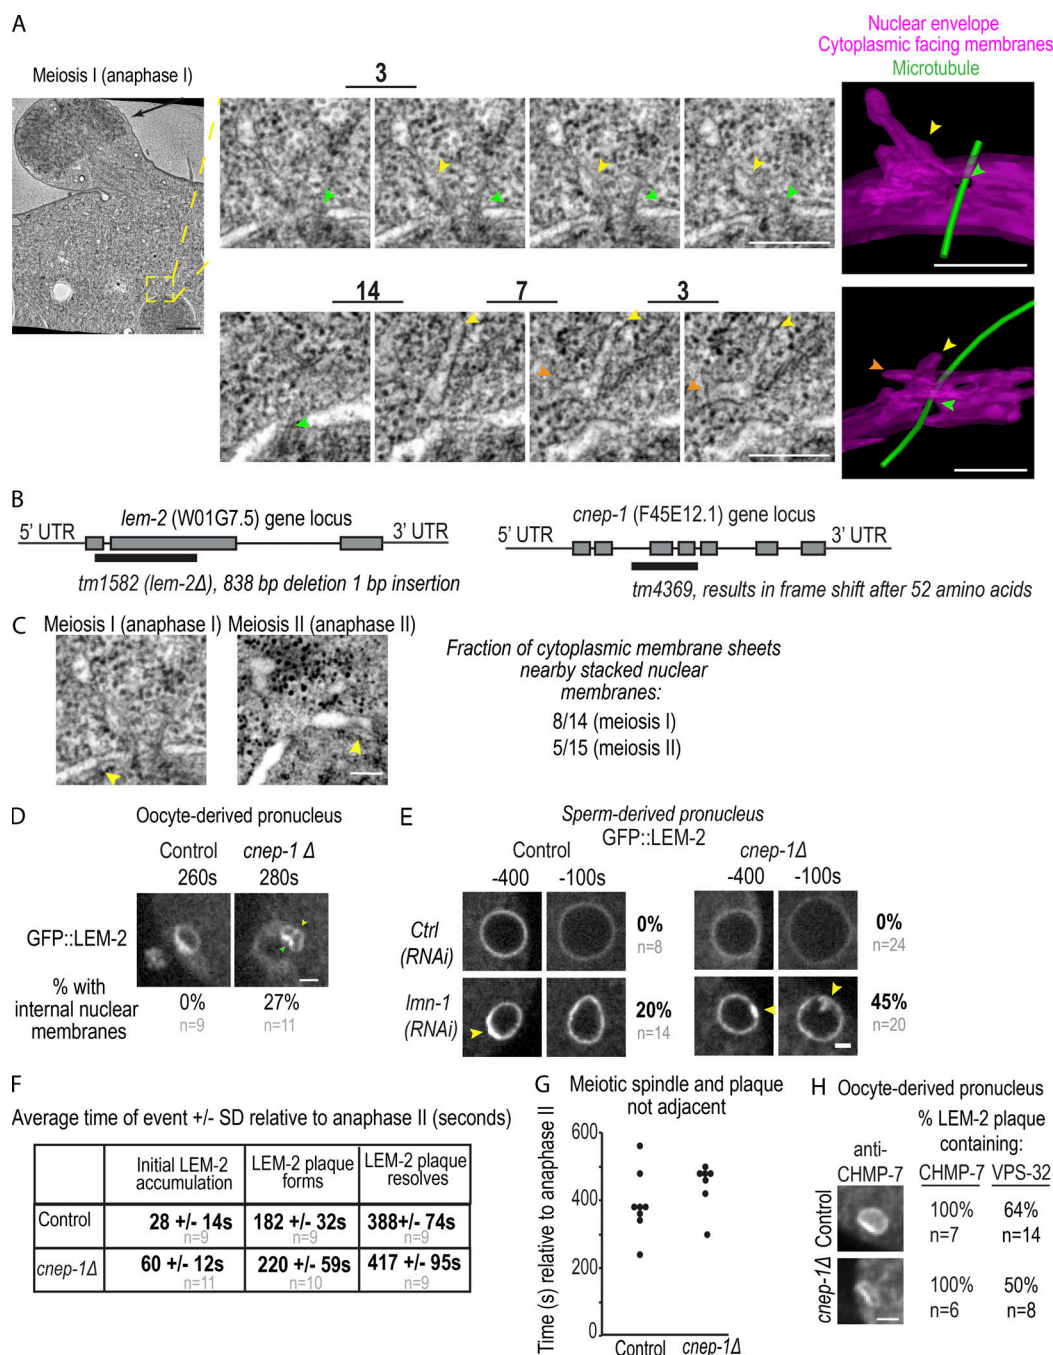 A
Nuclear envelope
Cytoplasmic facing membranes
Microtubule
Meiosis I (anaphase I)
3
14
7
3
B
5' UTR
lem-2 (W01G7.5) gene locus
3' UTR
tm1582 (lem-2Δ), 838 bp deletion 1 bp insertion
5' UTR
cnep-1 (F45E12.1) gene locus
3' UTR
tm4369, results in frame shift after 52 amino acids
C
Meiosis I (anaphase I)
Meiosis II (anaphase II)
Fraction of cytoplasmic membrane sheets
nearby stacked nuclear
membranes:
8/14 (meiosis I)
5/15 (meiosis II)
D
Oocyte-derived pronucleus
Control
cnep-1 Δ
260s
280s
GFP::LEM-2
% with
internal nuclear
membranes
0%
27%
n=9
n=11
E
Sperm-derived pronucleus
GFP::LEM-2
Control
cnep-1Δ
-400
-100s
-400
-100s
Ctrl
(RNAi)
0%
n=8
0%
n=24
lmn-1
(RNAi)
20%
n=14
45%
n=20
F
Average time of event +/- SD relative to anaphase II (seconds)
Initial LEM-2
accumulation
LEM-2 plaque
forms
LEM-2 plaque
resolves
Control
28 +/- 14s
n=9
182 +/- 32s
n=9
388+/- 74s
n=9
cnep-1Δ
60 +/- 12s
n=11
220 +/- 59s
n=10
417 +/- 95s
n=9
G
Meiotic spindle and plaque
not adjacent
Time (s) relative to anaphase II
600
400
200
0
Control
cnep-1Δ
H
Oocyte-derived pronucleus
anti-
CHMP-7
% LEM-2 plaque
containing:
CHMP-7
VPS-32
Control
100%
n=7
64%
n=14
cnep-1Δ
100%
n=6
50%
n=8